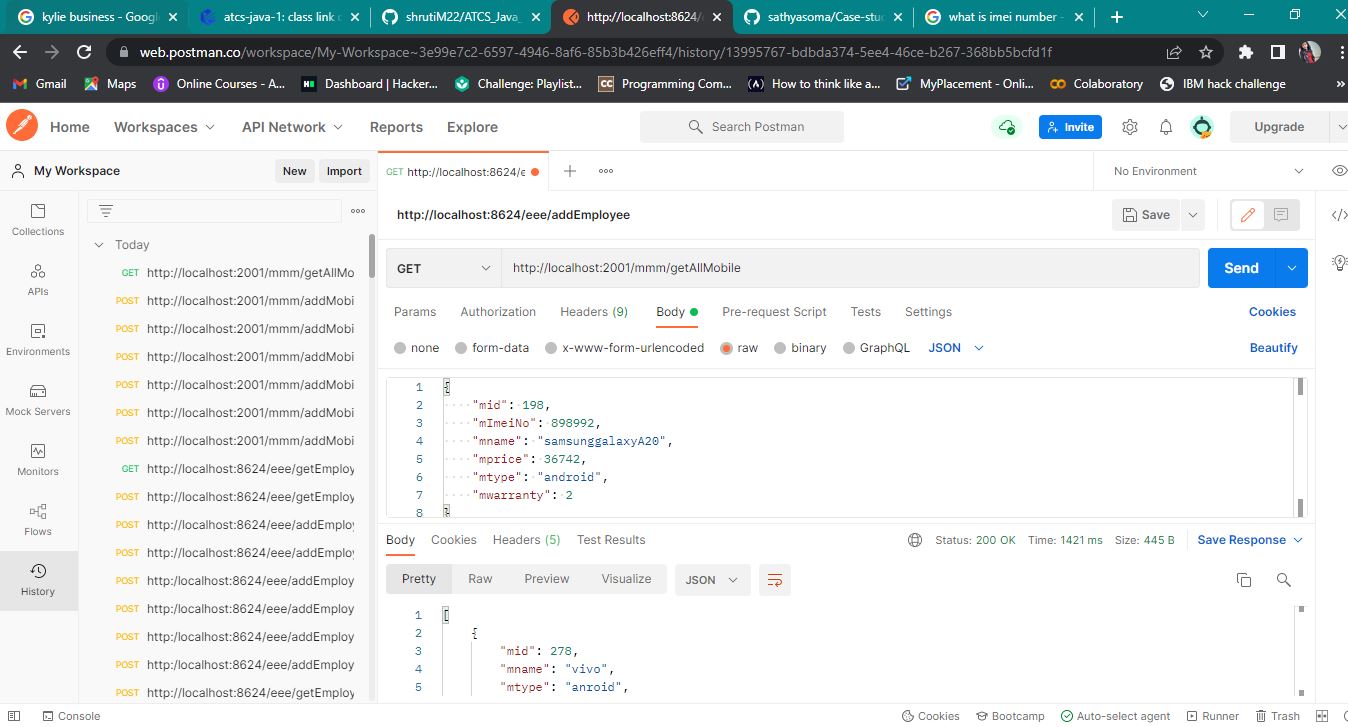 kylie business - Googl
atcs-java-1: class link c
shrutiM22/ATCS_Java_
http://localhost:8624/
sathyasoma/Case-stud
what is imei number -
web.postman.co/workspace/My-Workspace~3e99e7c2-6597-4946-8af6-85b3b426eff4/history/13995767-bdbda374-5ee4-46ce-b267-368bb5bcfd1f
Gmail
Maps
Online Courses - A...
Dashboard | Hacker...
Challenge: Playlist...
CC Programming Com...
How to think like a...
MyPlacement - Onli...
Colaboratory
IBM hack challenge
»
Home
Workspaces
API Network
Reports
Explore
Search Postman
Invite
Upgrade
My Workspace
New
Import
GET http://localhost:8624/e
No Environment
Collections
APIs
Environments
Mock Servers
Monitors
Flows
History
Today
GET http://localhost:2001/mmm/getAllMo
POST http://localhost:2001/mmm/addMobi
POST http://localhost:2001/mmm/addMobi
POST http://localhost:2001/mmm/addMobi
POST http://localhost:2001/mmm/addMobi
POST http://localhost:2001/mmm/addMobi
POST http://localhost:2001/mmm/addMobi
GET http://localhost:8624/eee/getEmploy
POST http://localhost:8624/eee/getEmploy
POST http://localhost:8624/eee/addEmploy
POST http://localhost:8624/eee/addEmploy
POST http://localhost:8624/eee/addEmploy
POST http://localhost:8624/eee/addEmploy
POST http://localhost:8624/eee/addEmploy
POST http://localhost:8624/eee/addEmploy
POST http://localhost:8624/eee/getEmploy
http://localhost:8624/eee/addEmployee
Save
GET
http://localhost:2001/mmm/getAllMobile
Send
Params
Authorization
Headers (9)
Body
Pre-request Script
Tests
Settings
Cookies
none
form-data
x-www-form-urlencoded
raw
binary
GraphQL
JSON
Beautify
1 {
2 "mid": 198,
3 "mImeiNo": 898992,
4 "mname": "samsunggalaxyA20",
5 "mprice": 36742,
6 "mtype": "android",
7 "mwarranty": 2
8 }
Body
Cookies
Headers (5)
Test Results
Status: 200 OK
Time: 1421 ms
Size: 445 B
Save Response
Pretty
Raw
Preview
Visualize
JSON
1 [
2 {
3 "mid": 278,
4 "mname": "vivo",
5 "mtype": "anroid",
Console
Cookies
Bootcamp
Auto-select agent
Runner
Trash